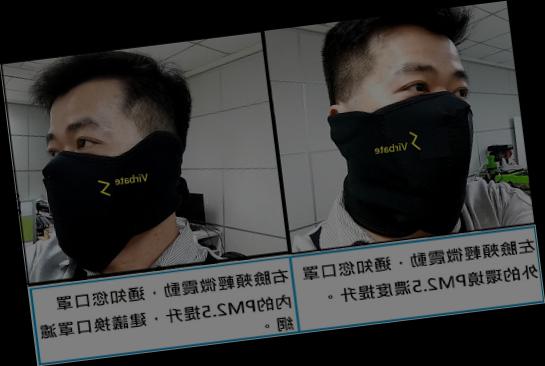 Virbate
Virbate
左臉頰輕微震動,通知您口罩
外的環境PM2.5濃度提升。
右臉頰輕微震動,通知您口罩
內的PM2.5提升,建議換口罩濾
網。